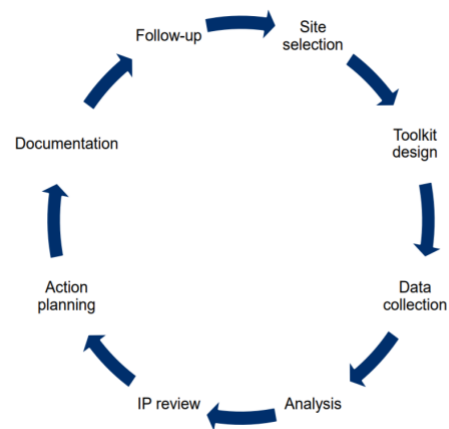 Follow-up
Site
selection
Toolkit
design
Data
collection
Analysis
IP review
Action
planning
Documentation